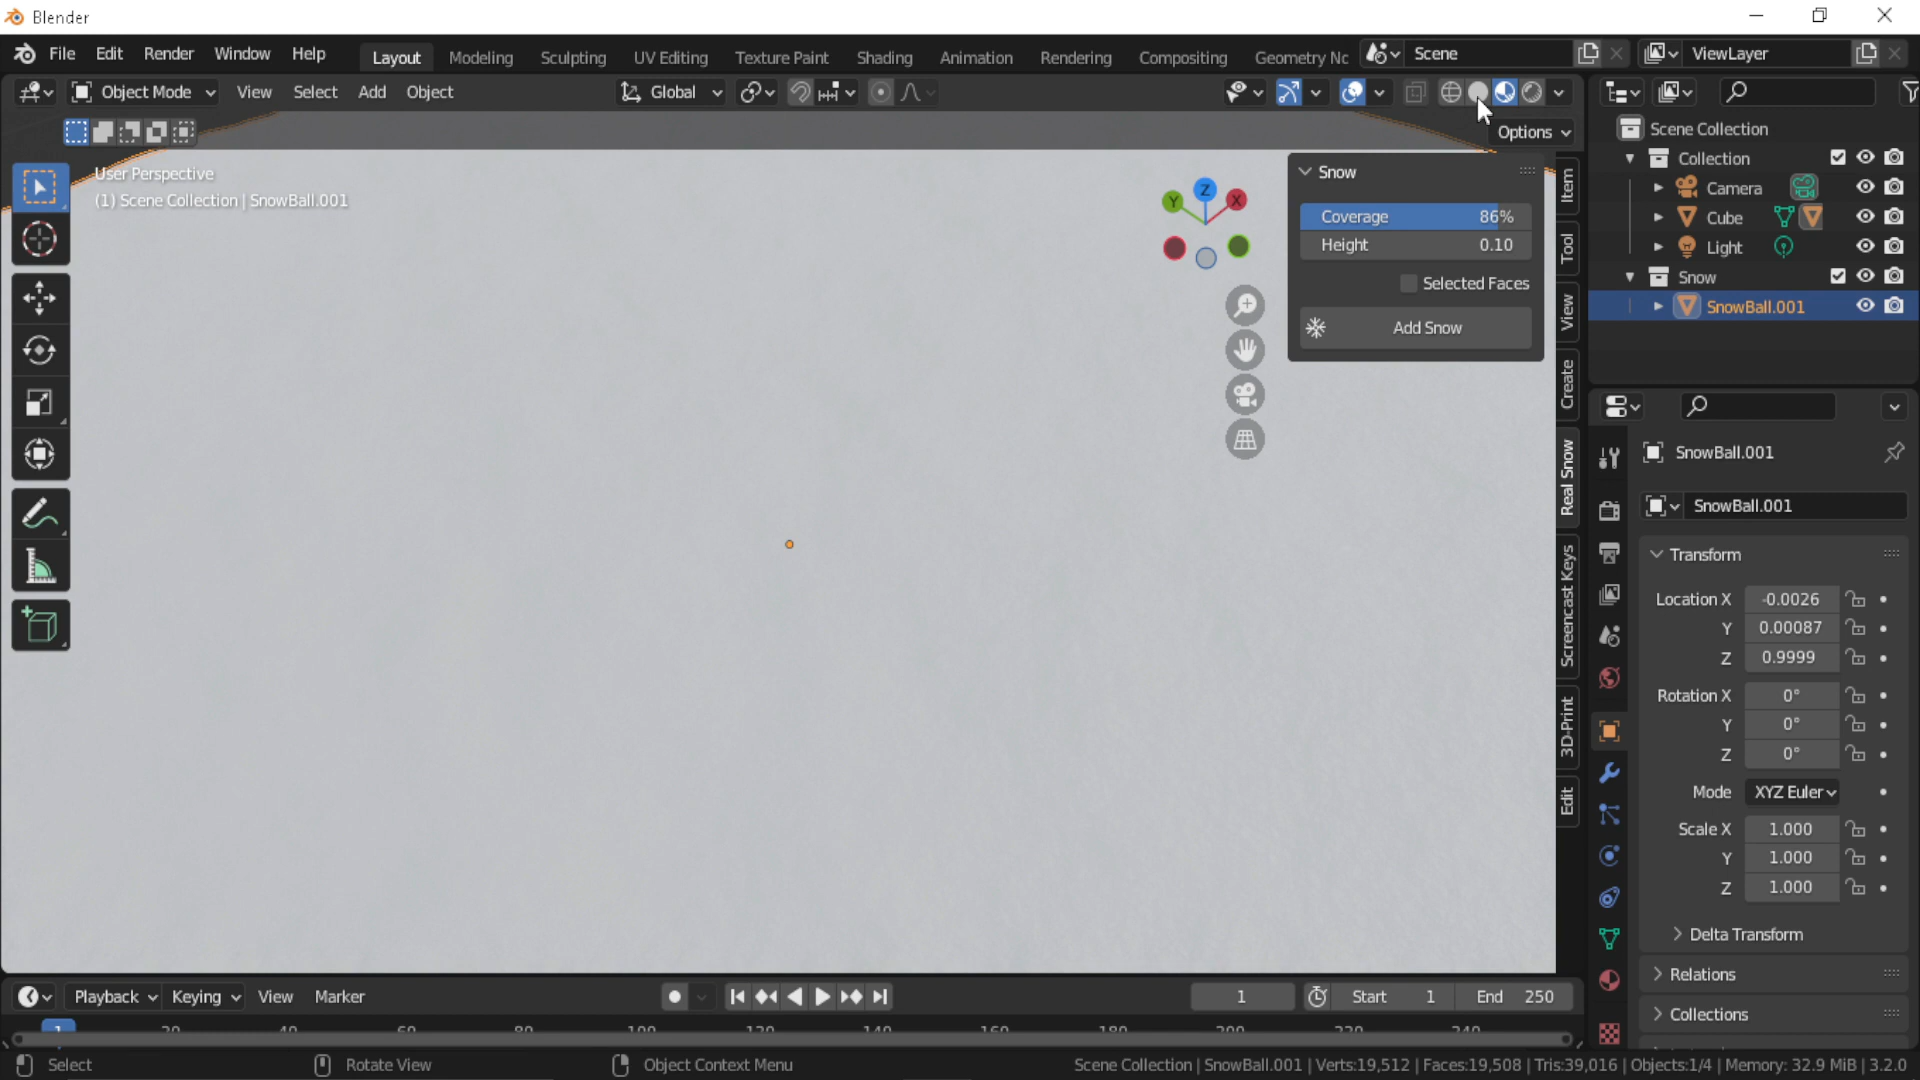 Blender
File Edit Render Window Help Layout Modeling Sculpting UV Editing Texture Paint Shading Animation Rendering Compositing Geometry Nc Scene ViewLayer
Object Mode View Select Add Object Global
Options
User Perspective
(1) Scene Collection | SnowBall.001
Snow
Coverage 86%
Height 0.10
Selected Faces
Add Snow
Z
Y
X
Item
Tool
View
Create
Real Snow
Screencast Keys
3D-Print
Edit
Scene Collection
Collection
Camera
Cube
Light
Snow
SnowBall.001
SnowBall.001
SnowBall.001
Transform
Location X -0.0026
Y 0.00087
Z 0.9999
Rotation X 0°
Y 0°
Z 0°
Mode XYZ Euler
Scale X 1.000
Y 1.000
Z 1.000
Delta Transform
Relations
Collections
Playback Keying View Marker 1 Start 1 End 250
1 20 40 60 80 100 120 140 160 180 200 220 240
Select Rotate View Object Context Menu Scene Collection | SnowBall.001 | Verts:19,512 | Faces:19,508 | Tris:39,016 | Objects:1/4 | Memory: 32.9 MiB | 3.2.0